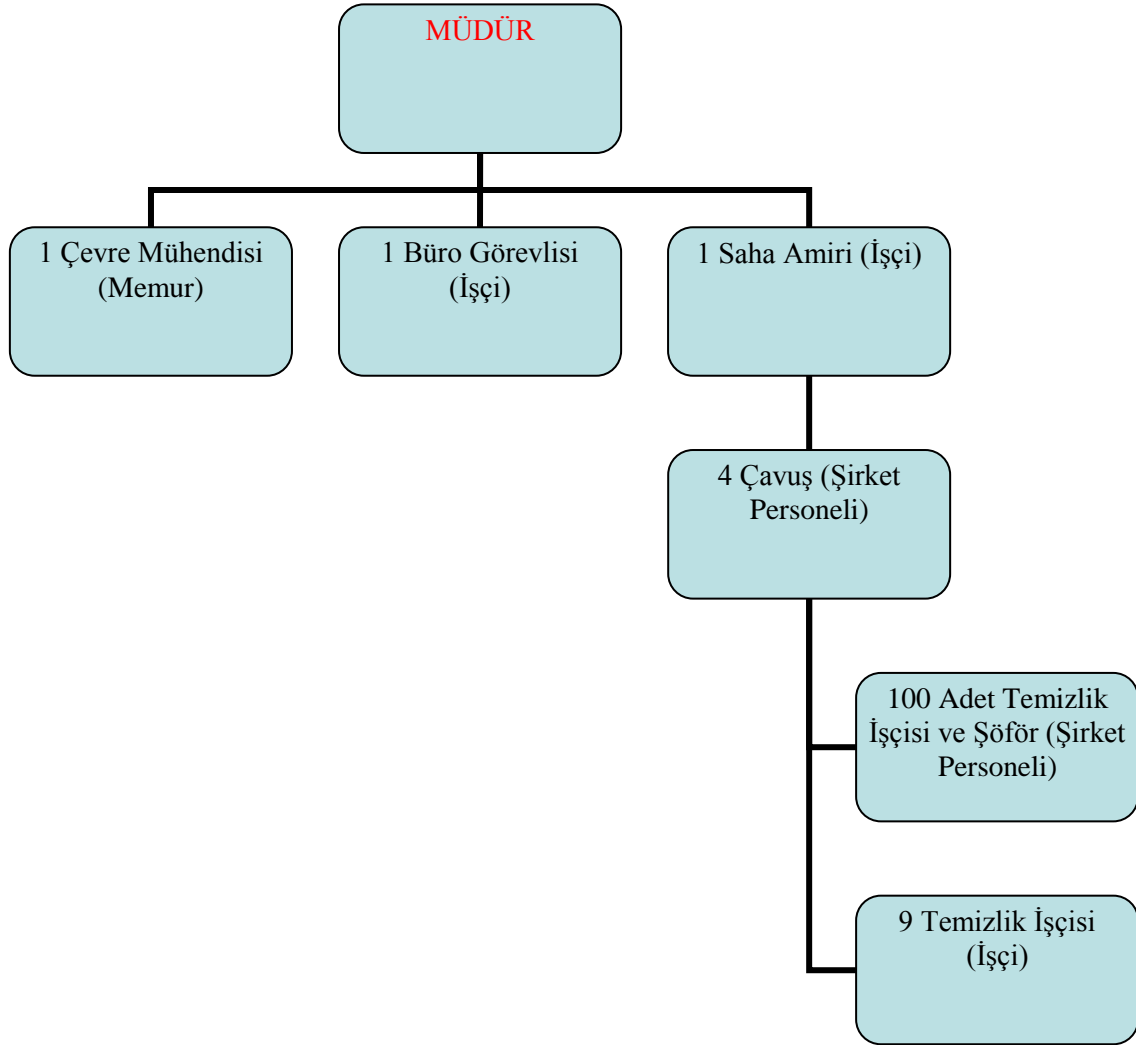 MÜDÜR
1 Çevre Mühendisi
(Memur)
1 Büro Görevlisi
(İşçi)
1 Saha Amiri (İşçi)
4 Çavuş (Şirket
Personeli)
100 Adet Temizlik
İşçisi ve Şöför (Şirket
Personeli)
9 Temizlik İşçisi
(İşçi)